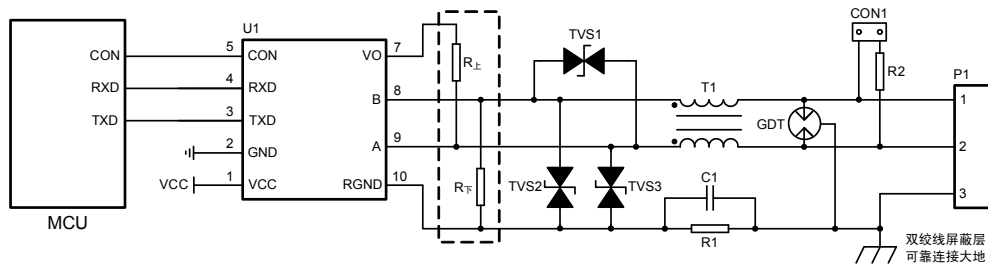 CON1
U1
TVS1
CON 5 CON VO 7
R上
T1
R2
P1
RXD 4 RXD B 8 1
TXD 3 TXD
GDT
2 GND A 9 2
VCC 1 VCC RGND 10
R下
TVS2 TVS3
C1
3
MCU
R1
双绞线屏蔽层
可靠连接大地